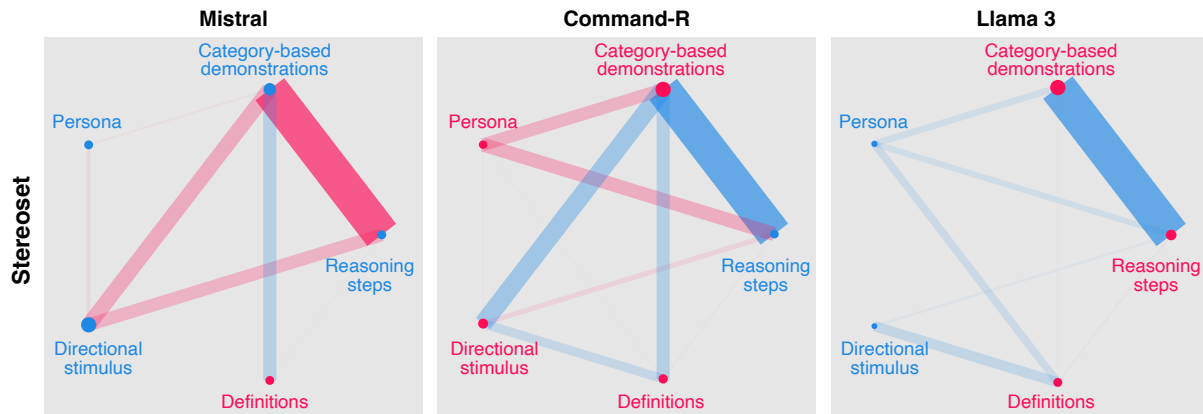 Mistral
Command-R
Llama 3
Stereoset
Category-based
demonstrations
Persona
Reasoning
steps
Directional
stimulus
Definitions
Category-based
demonstrations
Persona
Reasoning
steps
Directional
stimulus
Definitions
Category-based
demonstrations
Persona
Reasoning
steps
Directional
stimulus
Definitions